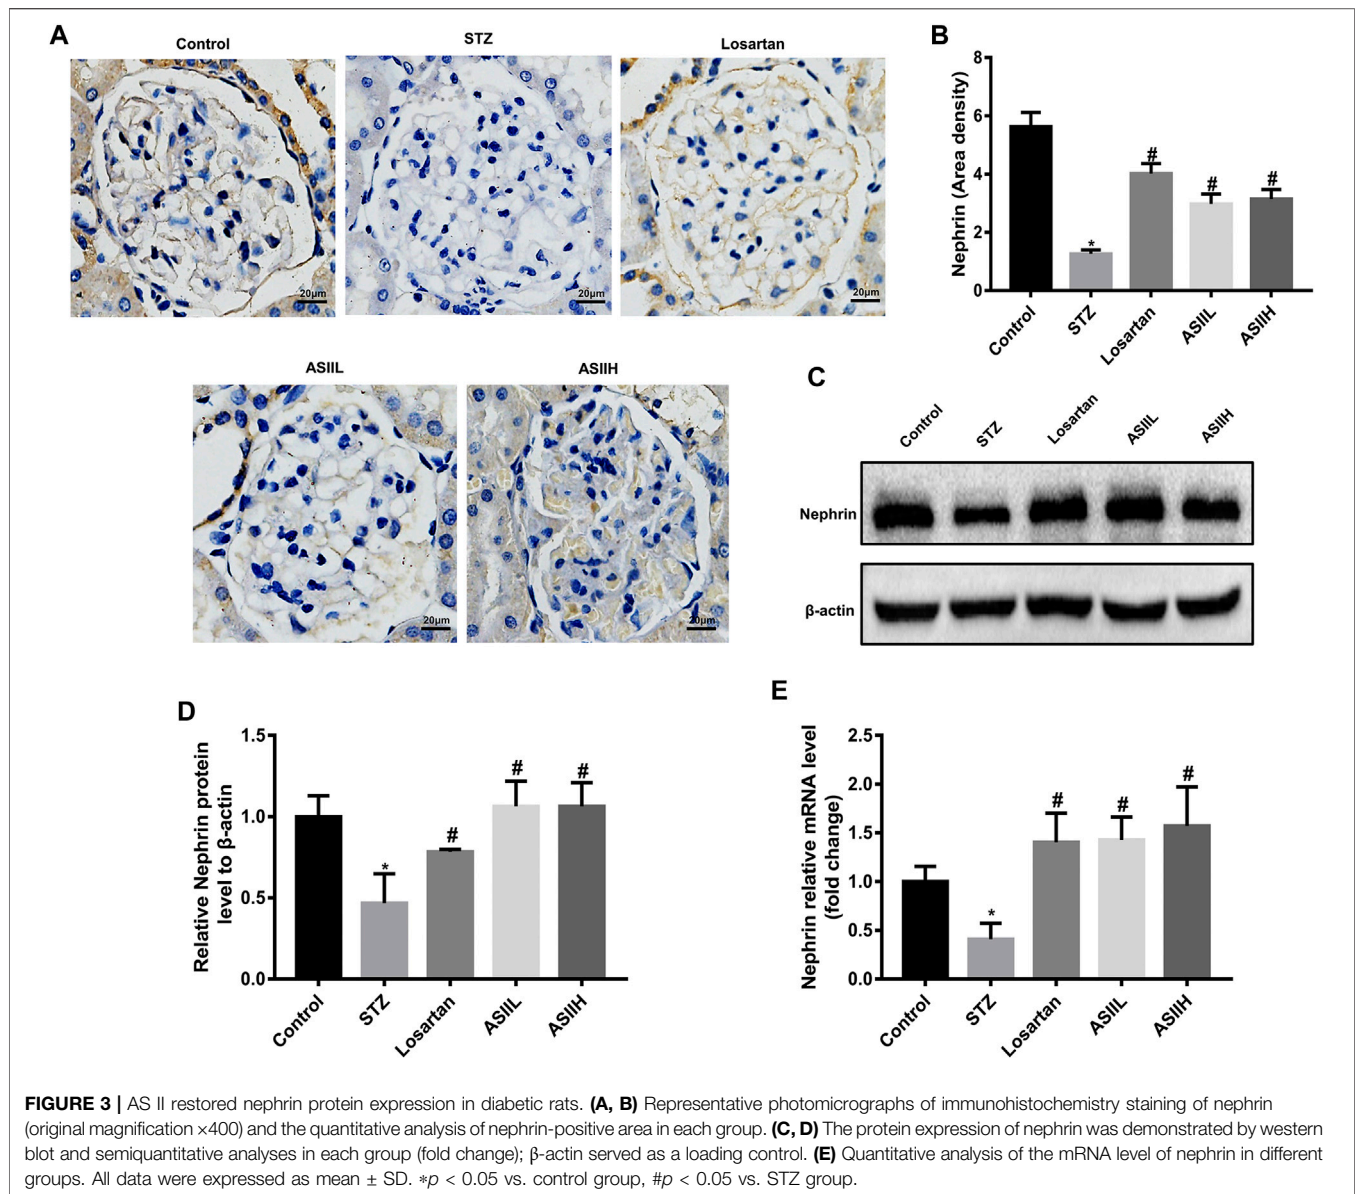 A
Control
STZ
Losartan
20μm
20μm
20μm
ASIIL
ASIIH
20μm
20μm
B
Nephrin (Area density)
8
6
4
2
0
*
#
#
#
Control
STZ
Losartan
ASIIL
ASIIH
C
Control
STZ
Losartan
ASIIL
ASIIH
Nephrin
β-actin
D
Relative Nephrin protein
level to β-actin
1.5
1.0
0.5
0.0
*
#
#
#
Control
STZ
Losartan
ASIIL
ASIIH
E
Nephrin relative mRNA level
(fold change)
2.5
2.0
1.5
1.0
0.5
0.0
*
#
#
#
Control
STZ
Losartan
ASIIL
ASIIH
FIGURE 3 | AS II restored nephrin protein expression in diabetic rats. (A, B) Representative photomicrographs of immunohistochemistry staining of nephrin
(original magnification ×400) and the quantitative analysis of nephrin-positive area in each group. (C, D) The protein expression of nephrin was demonstrated by western
blot and semiquantitative analyses in each group (fold change); β-actin served as a loading control. (E) Quantitative analysis of the mRNA level of nephrin in different
groups. All data were expressed as mean ± SD. *p < 0.05 vs. control group, #p < 0.05 vs. STZ group.